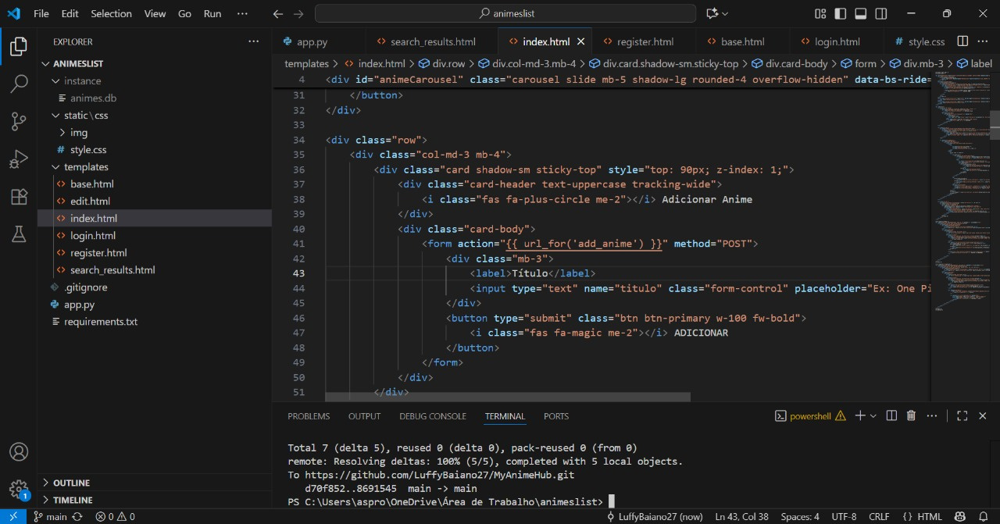 File Edit Selection View Go Run ··· animeslist
EXPLORER ···
ANIMESLIST
instance
animes.db
static\css
img
# style.css
templates
<> base.html
<> edit.html
<> index.html
<> login.html
<> register.html
<> search_results.html
.gitignore
app.py
requirements.txt
OUTLINE
TIMELINE
app.py <> search_results.html <> index.html <> register.html <> base.html <> login.html # style.css ···
templates > <> index.html > div.row > div.col-md-3.mb-4 > div.card.shadow-sm.sticky-top > div.card-body > form > div.mb-3 > label
4 <div id="animeCarousel" class="carousel slide mb-5 shadow-lg rounded-4 overflow-hidden" data-bs-ride=
31 </button>
32 </div>
33
34 <div class="row">
35 <div class="col-md-3 mb-4">
36 <div class="card shadow-sm sticky-top" style="top: 90px; z-index: 1;">
37 <div class="card-header text-uppercase tracking-wide">
38 <i class="fas fa-plus-circle me-2"></i> Adicionar Anime
39 </div>
40 <div class="card-body">
41 <form action="{{ url_for('add_anime') }}" method="POST">
42 <div class="mb-3">
43 <label>Título</label>
44 <input type="text" name="titulo" class="form-control" placeholder="Ex: One Pi
45 </div>
46 <button type="submit" class="btn btn-primary w-100 fw-bold">
47 <i class="fas fa-magic me-2"></i> ADICIONAR
48 </button>
49 </form>
50 </div>
51 </div>
PROBLEMS OUTPUT DEBUG CONSOLE TERMINAL PORTS powershell ···
Total 7 (delta 5), reused 0 (delta 0), pack-reused 0 (from 0)
remote: Resolving deltas: 100% (5/5), completed with 5 local objects.
To https://github.com/LuffyBaiano27/MyAnimeHub.git
d70f852..8691545 main -> main
PS C:\Users\aspro\OneDrive\Área de Trabalho\animeslist>
1
main 0 0 LuffyBaiano27 (now) Ln 43, Col 38 Spaces: 4 UTF-8 CRLF {} HTML